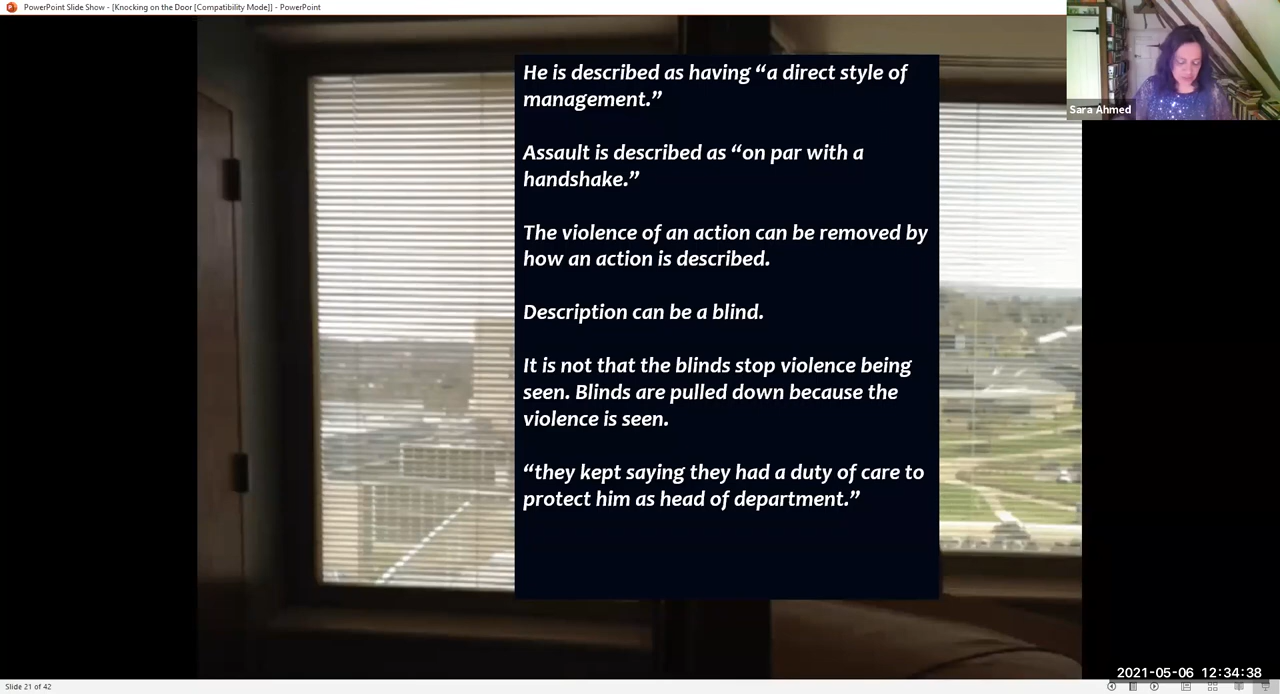 PowerPoint Slide Show - [Knocking on the Door [Compatibility Mode]] - PowerPoint
Sara Ahmed
He is described as having “a direct style of
management.”
Assault is described as “on par with a
handshake.”
The violence of an action can be removed by
how an action is described.
Description can be a blind.
It is not that the blinds stop violence being
seen. Blinds are pulled down because the
violence is seen.
“they kept saying they had a duty of care to
protect him as head of department.”
2021-05-06 12:34:38
Slide 21 of 42